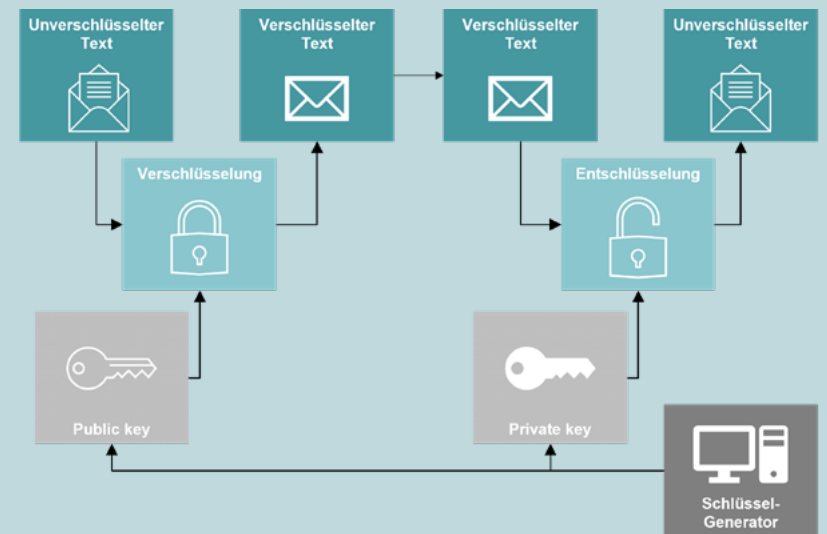 Unverschlüsselter
Text
Verschlüsselter
Text
Verschlüsselter
Text
Unverschlüsselter
Text
Verschlüsselung
Entschlüsselung
Public key
Private key
Schlüssel-
Generator